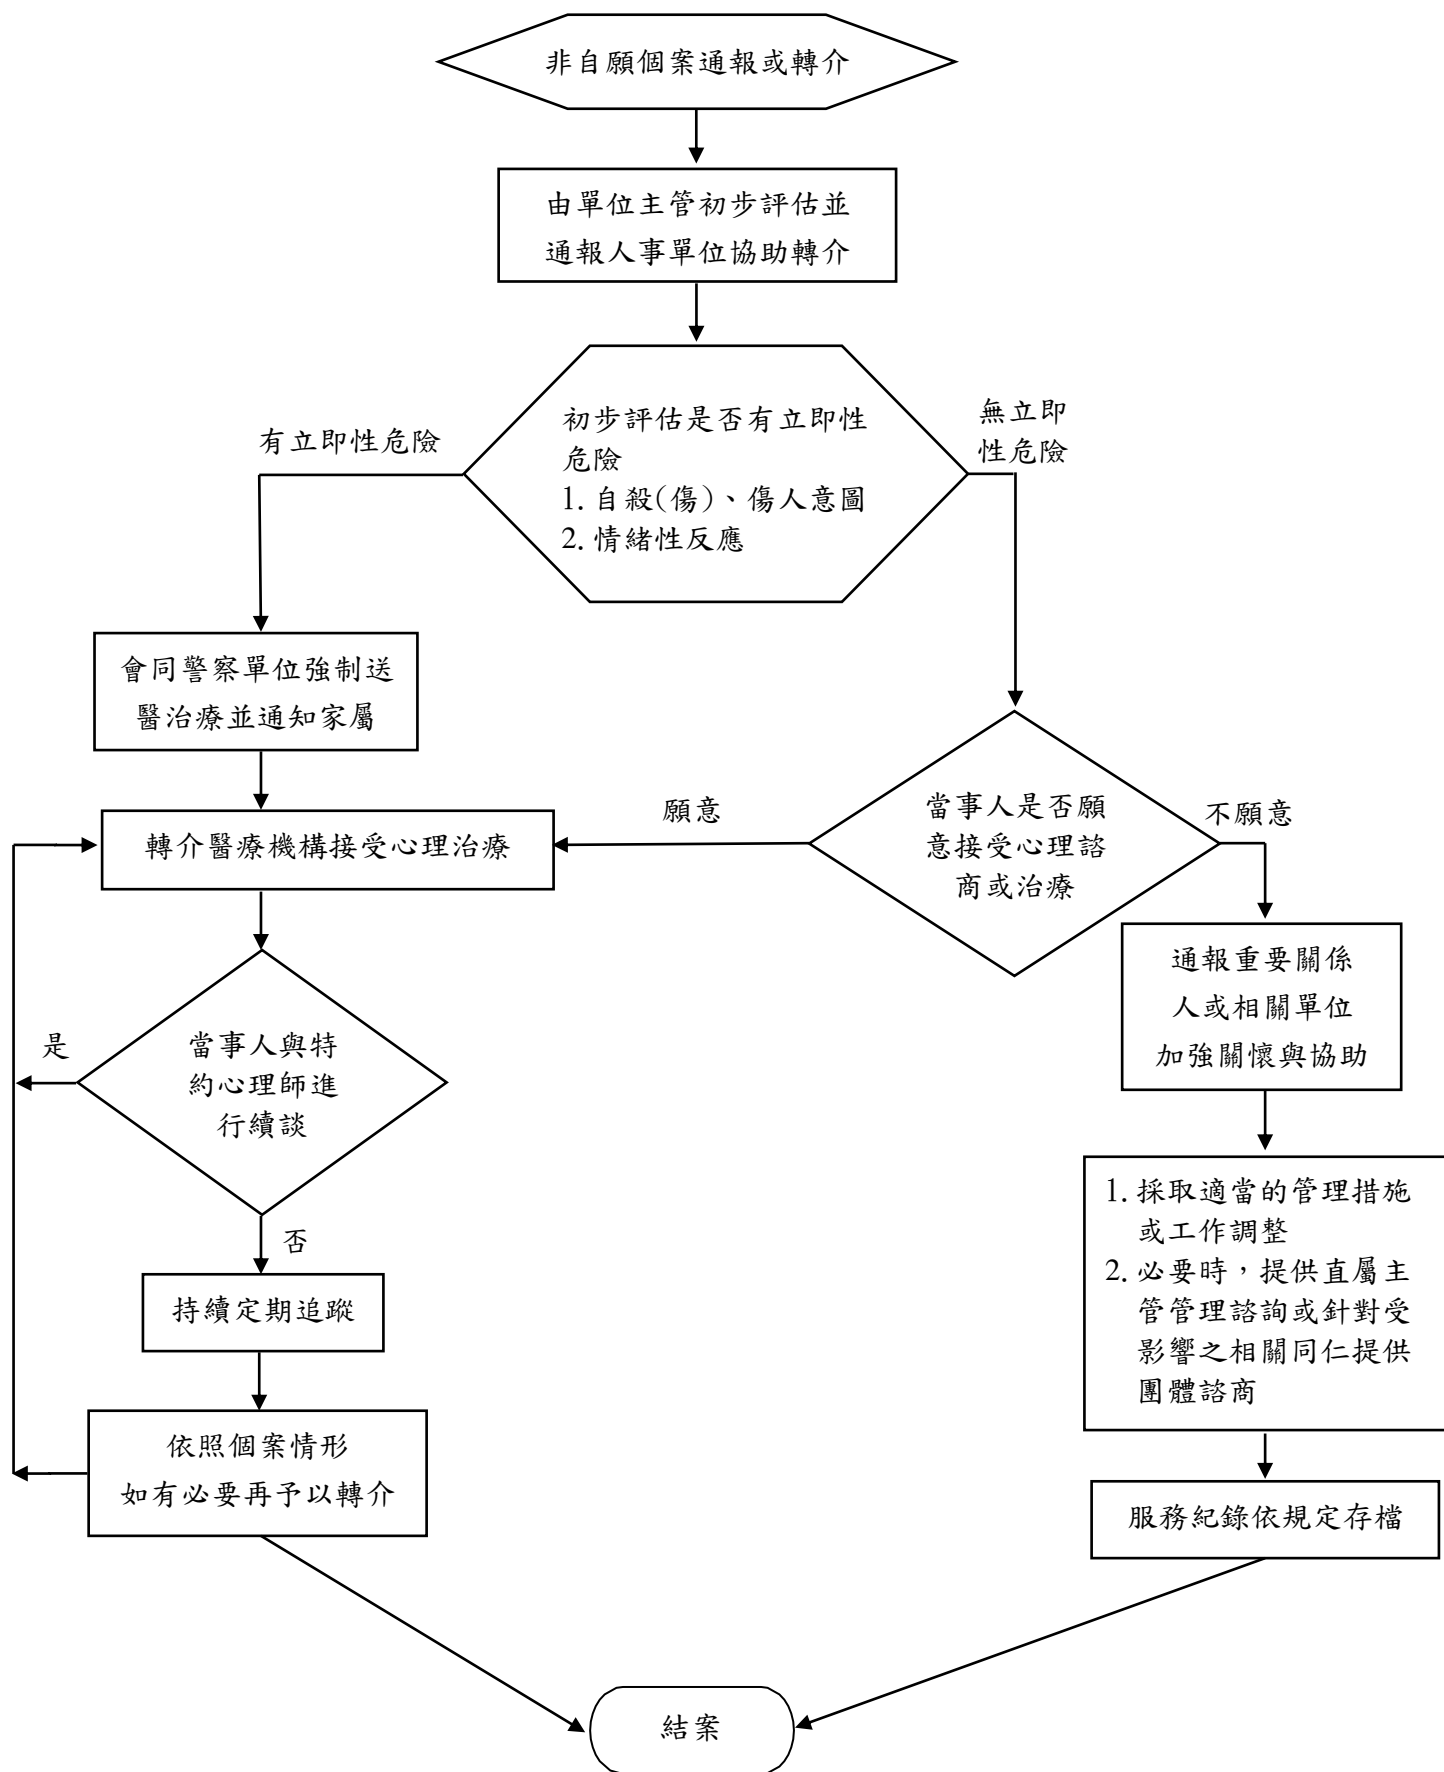 非自願個案通報或轉介
由單位主管初步評估並
通報人事單位協助轉介
初步評估是否有立即性
危險
1. 自殺(傷)、傷人意圖
2. 情緒性反應
有立即性危險
無立即
性危險
會同警察單位強制送
醫治療並通知家屬
當事人是否願
意接受心理諮
商或治療
願意
不願意
轉介醫療機構接受心理治療
通報重要關係
人或相關單位
加強關懷與協助
當事人與特
約心理師進
行續談
是
否
1. 採取適當的管理措施
或工作調整
2. 必要時，提供直屬主
管管理諮詢或針對受
影響之相關同仁提供
團體諮商
持續定期追蹤
依照個案情形
如有必要再予以轉介
服務紀錄依規定存檔
結案